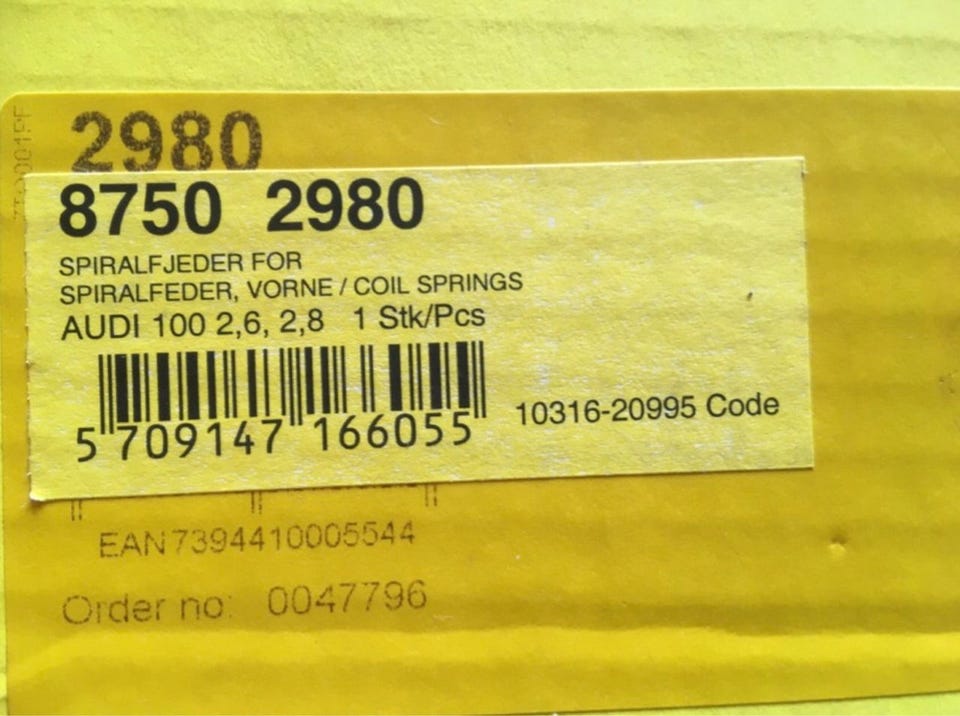 2980
8750 2980
SPIRALFJEDER FOR
SPIRALFEDER, VORNE / COIL SPRINGS
AUDI 100 2,6, 2,8 1 Stk/Pcs
5 709147 166055
10316-20995 Code
EAN7394410005544
Order no: 0047796